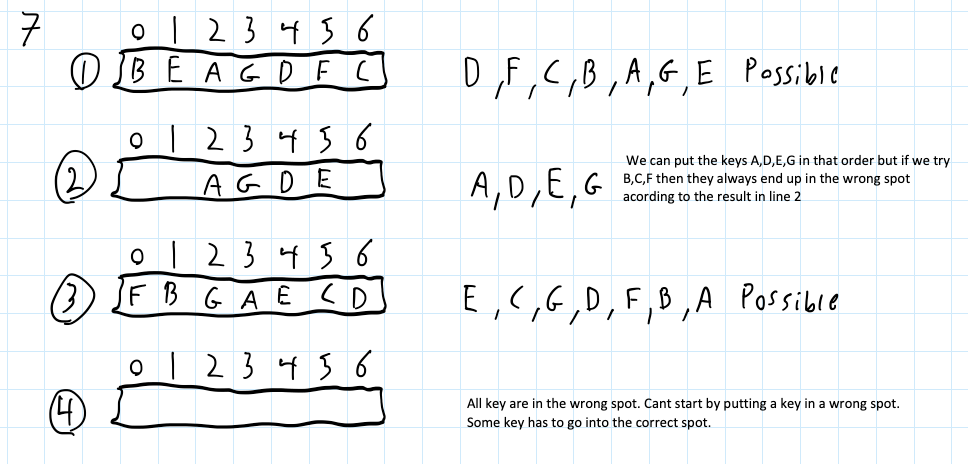 7
0 1 2 3 4 5 6
① B E A G D F C D, F, C, B, A, G, E Possible
0 1 2 3 4 5 6
② A G D E A, D, E, G We can put the keys A,D,E,G in that order but if we try
B,C,F then they always end up in the wrong spot
acording to the result in line 2
0 1 2 3 4 5 6
③ F B G A E C D E, C, G, D, F, B, A Possible
0 1 2 3 4 5 6
④ All key are in the wrong spot. Cant start by putting a key in a wrong spot.
Some key has to go into the correct spot.